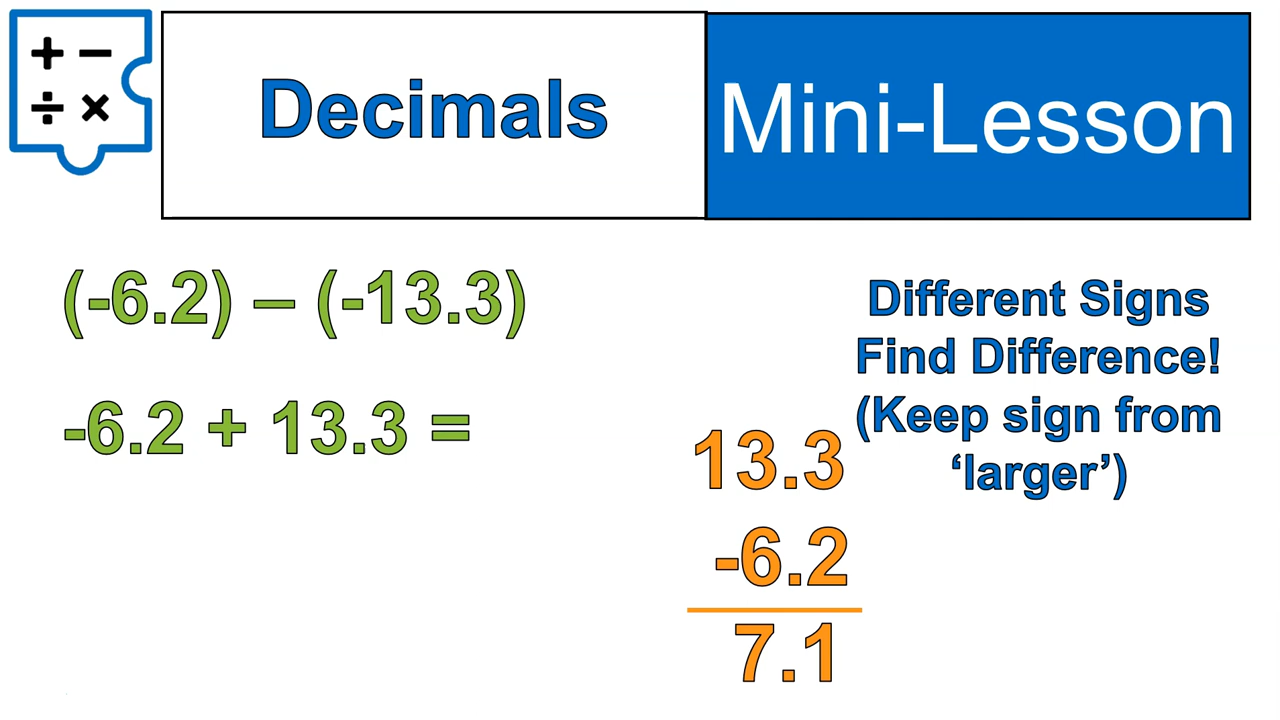 + −
÷ ×
Decimals
Mini-Lesson
(-6.2) – (-13.3)
-6.2 + 13.3 =
Different Signs
Find Difference!
(Keep sign from
‘larger’)
13.3
-6.2
7.1